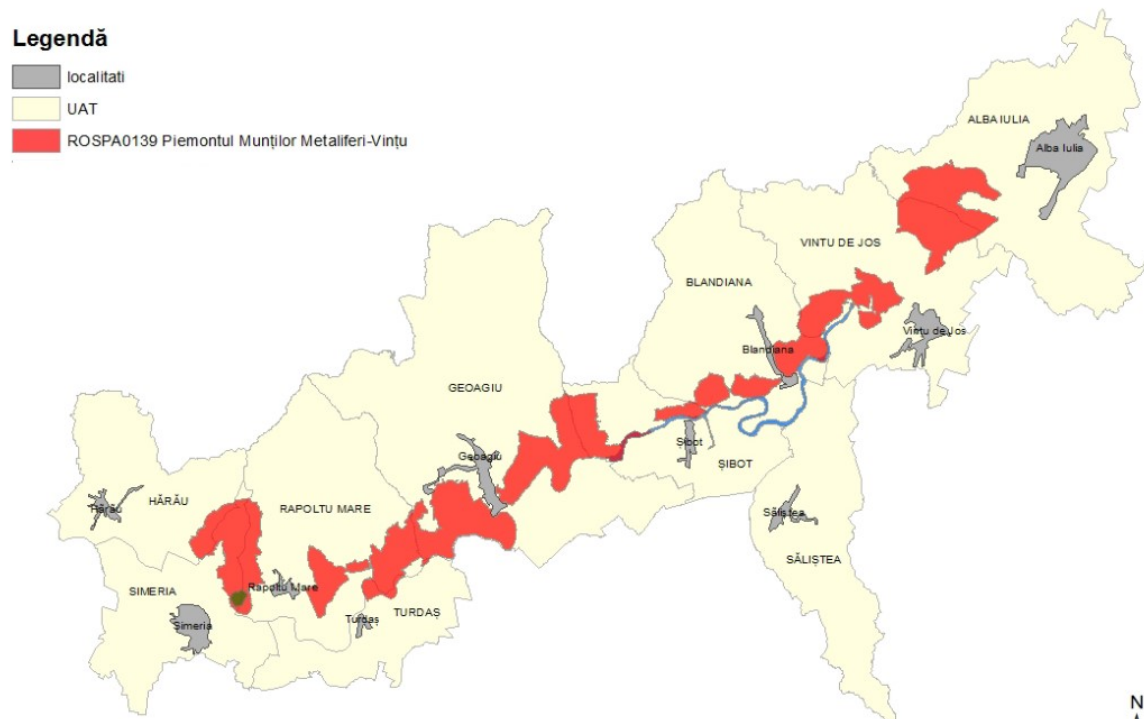 Legendă
localitati
UAT
ROSPA0139 Piemontul Munților Metaliferi-Vințu
ALBA IULIA
Alba Iulia
VINTU DE JOS
BLANDIANA
Vintu de Jos
Blandiana
GEOAGIU
Șibot
ȘIBOT
Geoagiu
HĂRĂU
Hărău
RAPOLTU MARE
Săliștea
SĂLIȘTEA
SIMERIA
Rapoltu Mare
TURDAȘ
Turdaș
Simeria
N